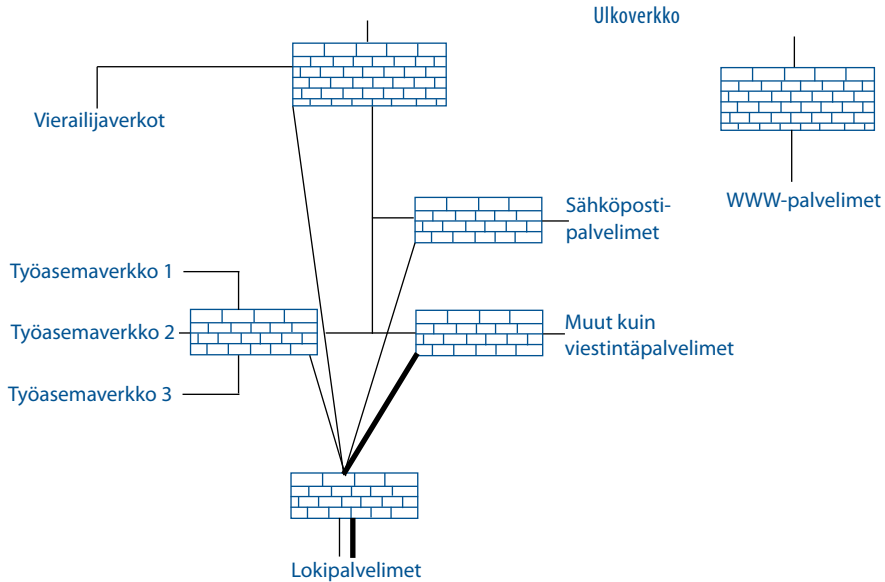 Ulkoverkko
Vierailijaverkot
WWW-palvelimet
Sähköposti-
palvelimet
Työasemaverkko 1
Työasemaverkko 2
Muut kuin
viestintäpalvelimet
Työasemaverkko 3
Lokipalvelimet